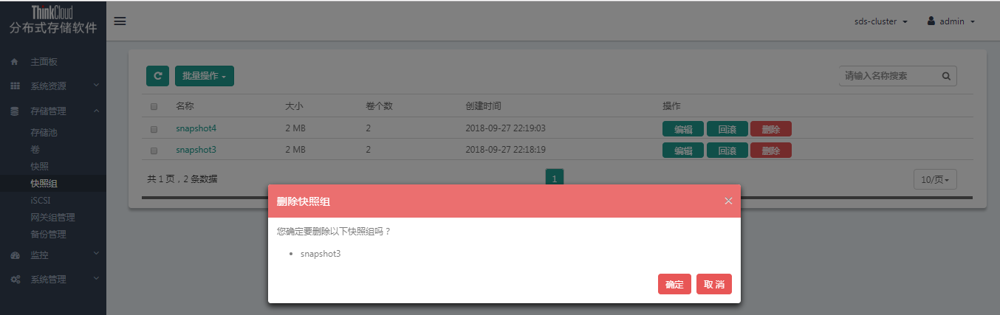 ThinkCloud
分布式存储软件
sds-cluster
admin
主面板
系统资源
存储管理
存储池
卷
快照
快照组
iSCSI
网关组管理
备份管理
监控
系统管理
批量操作
请输入名称搜索
名称 大小 卷个数 创建时间 操作
snapshot4 2 MB 2 2018-09-27 22:19:03 编辑 回滚 删除
snapshot3 2 MB 2 2018-09-27 22:18:19 编辑 回滚 删除
共 1 页，2 条数据 1 10/页
删除快照组 ×
您确定要删除以下快照组吗？
• snapshot3
确定 取 消